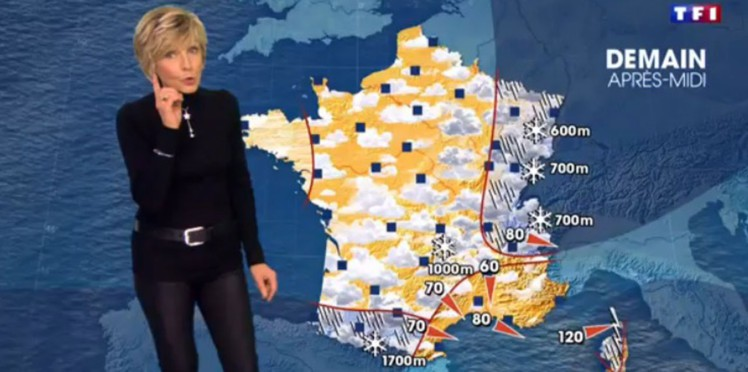 TF1
DEMAIN
APRÈS-MIDI
600m
700m
700m
80
1000m
60
70
80
70
120
1700m